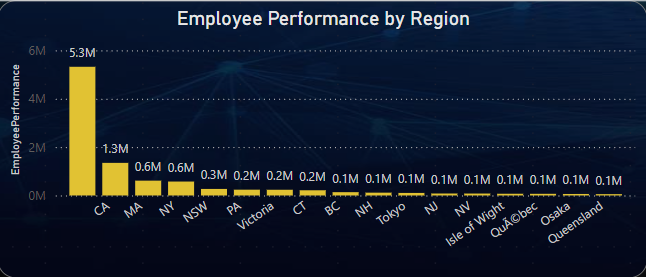 Employee Performance by Region
EmployeePerformance
6M
4M
2M
0M
5.3M
1.3M
0.6M
0.6M
0.3M
0.2M
0.2M
0.2M
0.1M
0.1M
0.1M
0.1M
0.1M
0.1M
0.1M
0.1M
0.1M
CA
MA
NY
NSW
PA
Victoria
CT
BC
NH
Tokyo
NJ
NV
Isle of Wight
QuÃ©bec
Osaka
Queensland